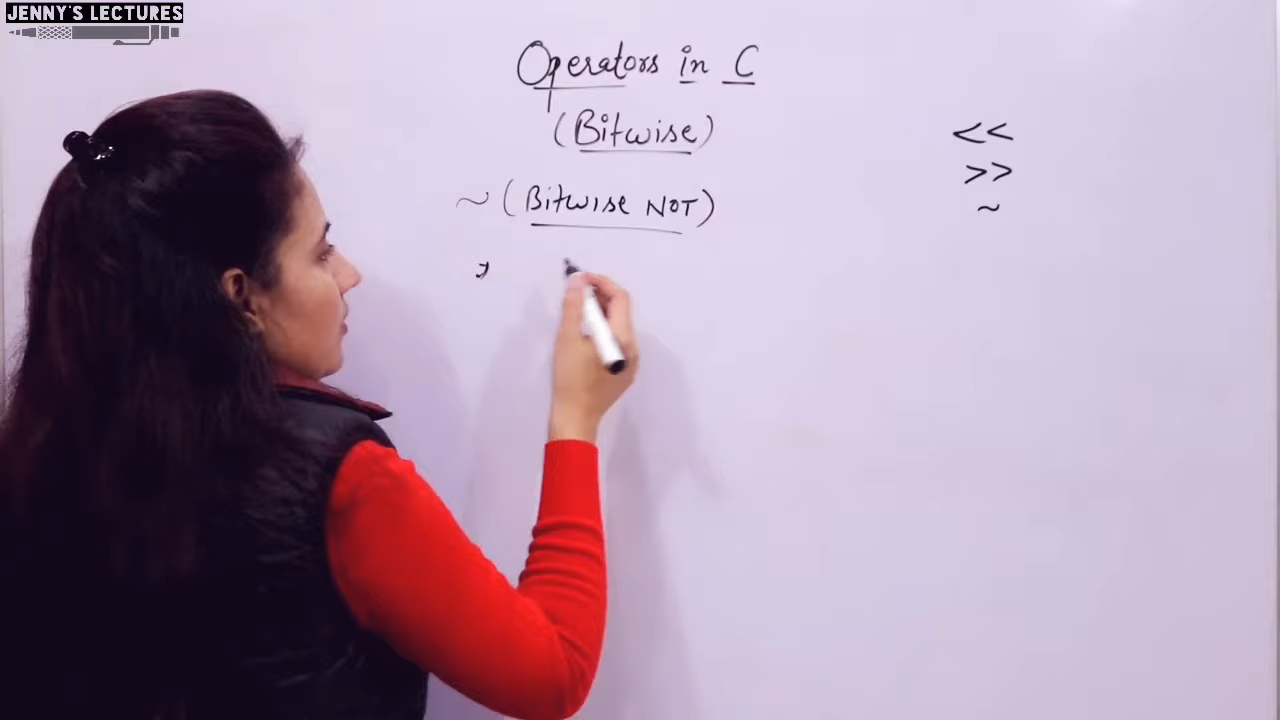 JENNY'S LECTURES
Operators in C
(Bitwise)
~ (Bitwise NOT)
<<
>>
~